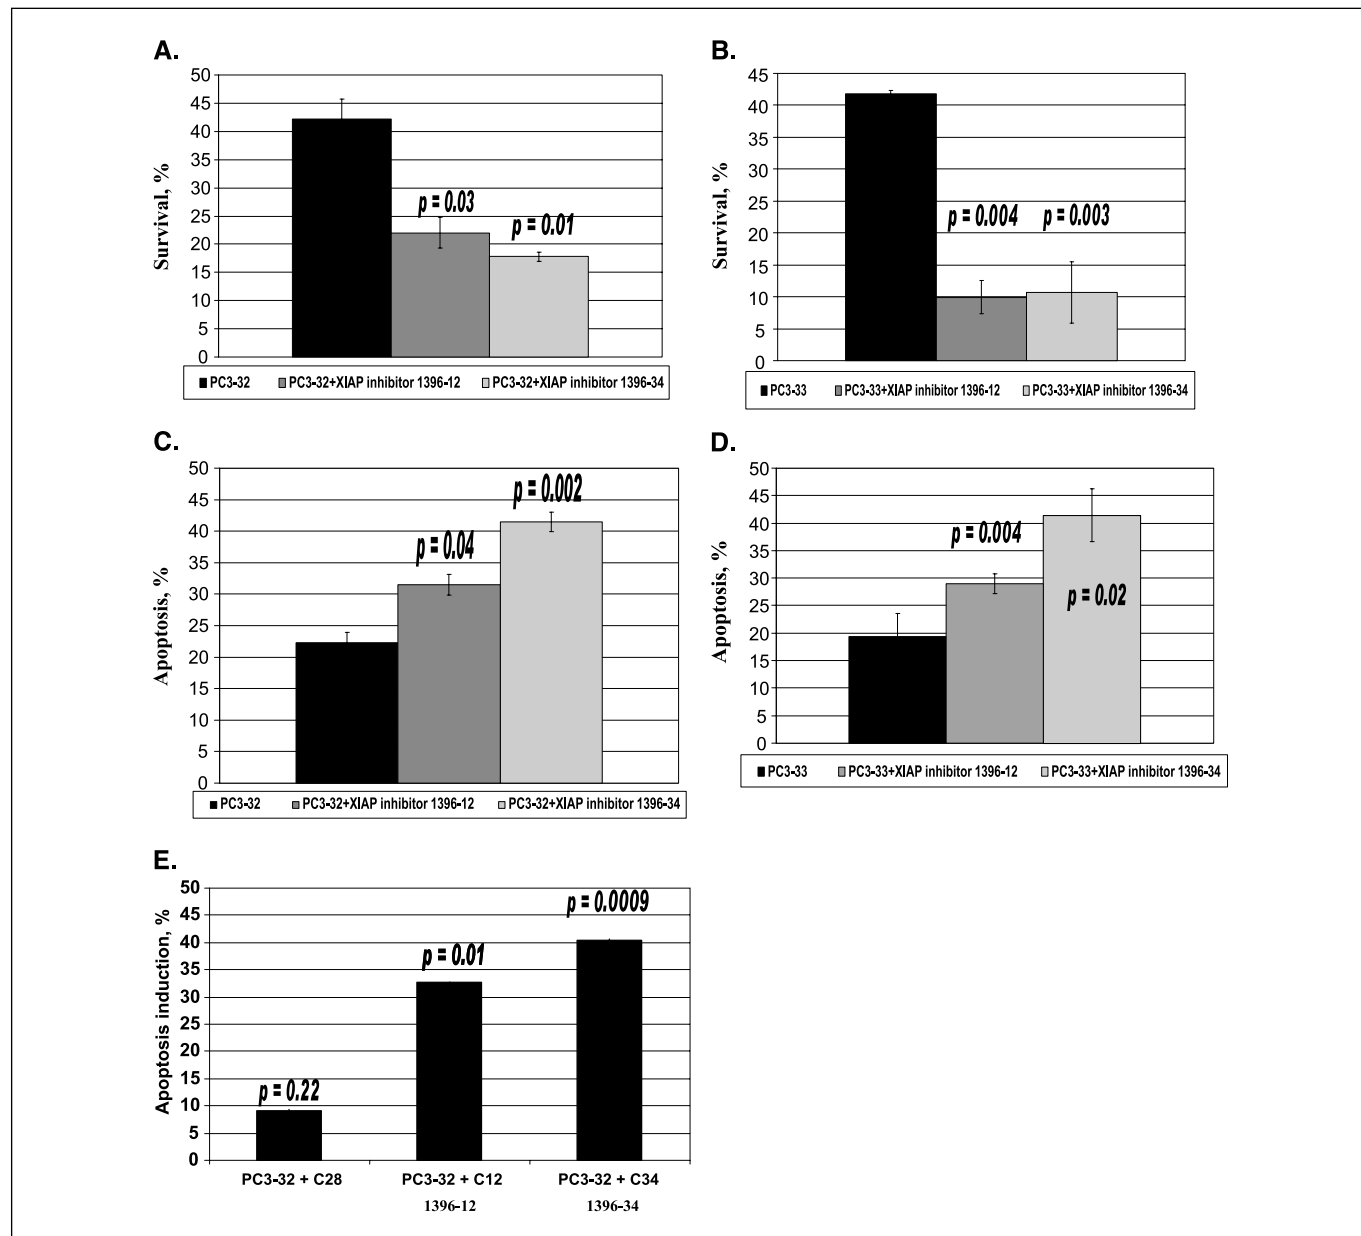 A.
50
45
40
35
30
25
20
15
10
5
0
Survival, %
p = 0.03
p = 0.01
PC3-32 PC3-32+XIAP inhibitor 1396-12 PC3-32+XIAP inhibitor 1396-34
B.
45
40
35
30
25
20
15
10
5
0
Survival, %
p = 0.004
p = 0.003
PC3-33 PC3-33+XIAP inhibitor 1396-12 PC3-33+XIAP inhibitor 1396-34
C.
50
45
40
35
30
25
20
15
10
5
0
Apoptosis, %
p = 0.04
p = 0.002
PC3-32 PC3-32+XIAP inhibitor 1396-12 PC3-32+XIAP inhibitor 1396-34
D.
50
45
40
35
30
25
20
15
10
5
0
Apoptosis, %
p = 0.004
p = 0.02
PC3-33 PC3-33+XIAP inhibitor 1396-12 PC3-33+XIAP inhibitor 1396-34
E.
50
45
40
35
30
25
20
15
10
5
0
Apoptosis induction, %
p = 0.22
p = 0.01
p = 0.0009
PC3-32 + C28 PC3-32 + C12 PC3-32 + C34
1396-12 1396-34